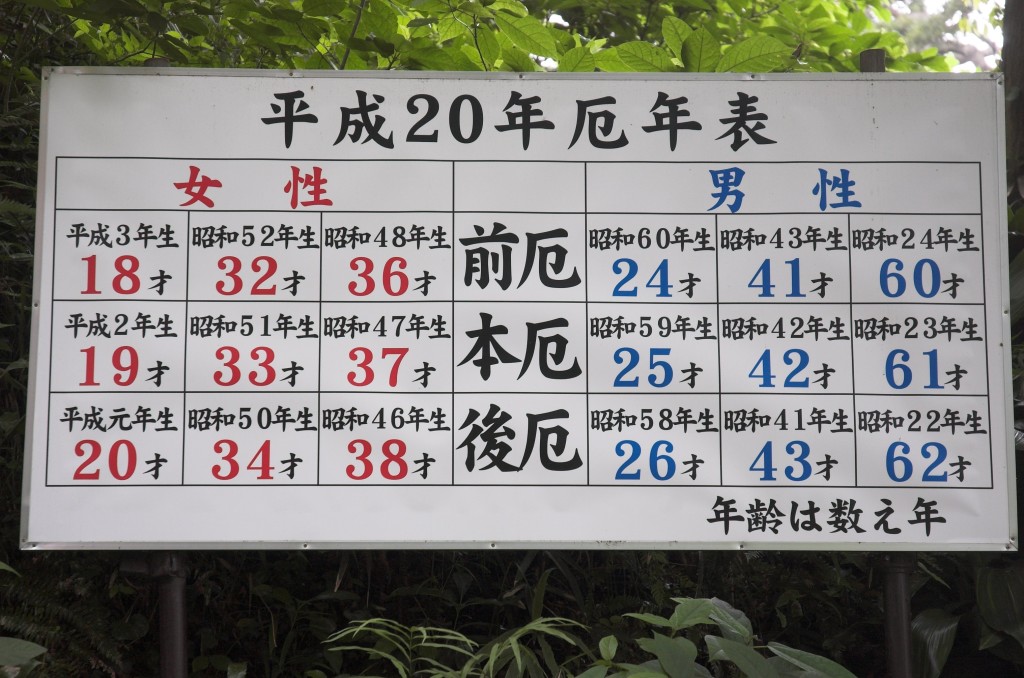 平成20年厄年表
女性 男性
平成3年生 昭和52年生 昭和48年生 前厄 昭和60年生 昭和43年生 昭和24年生
18才 32才 36才 24才 41才 60才
平成2年生 昭和51年生 昭和47年生 本厄 昭和59年生 昭和42年生 昭和23年生
19才 33才 37才 25才 42才 61才
平成元年生 昭和50年生 昭和46年生 後厄 昭和58年生 昭和41年生 昭和22年生
20才 34才 38才 26才 43才 62才
年齢は数え年